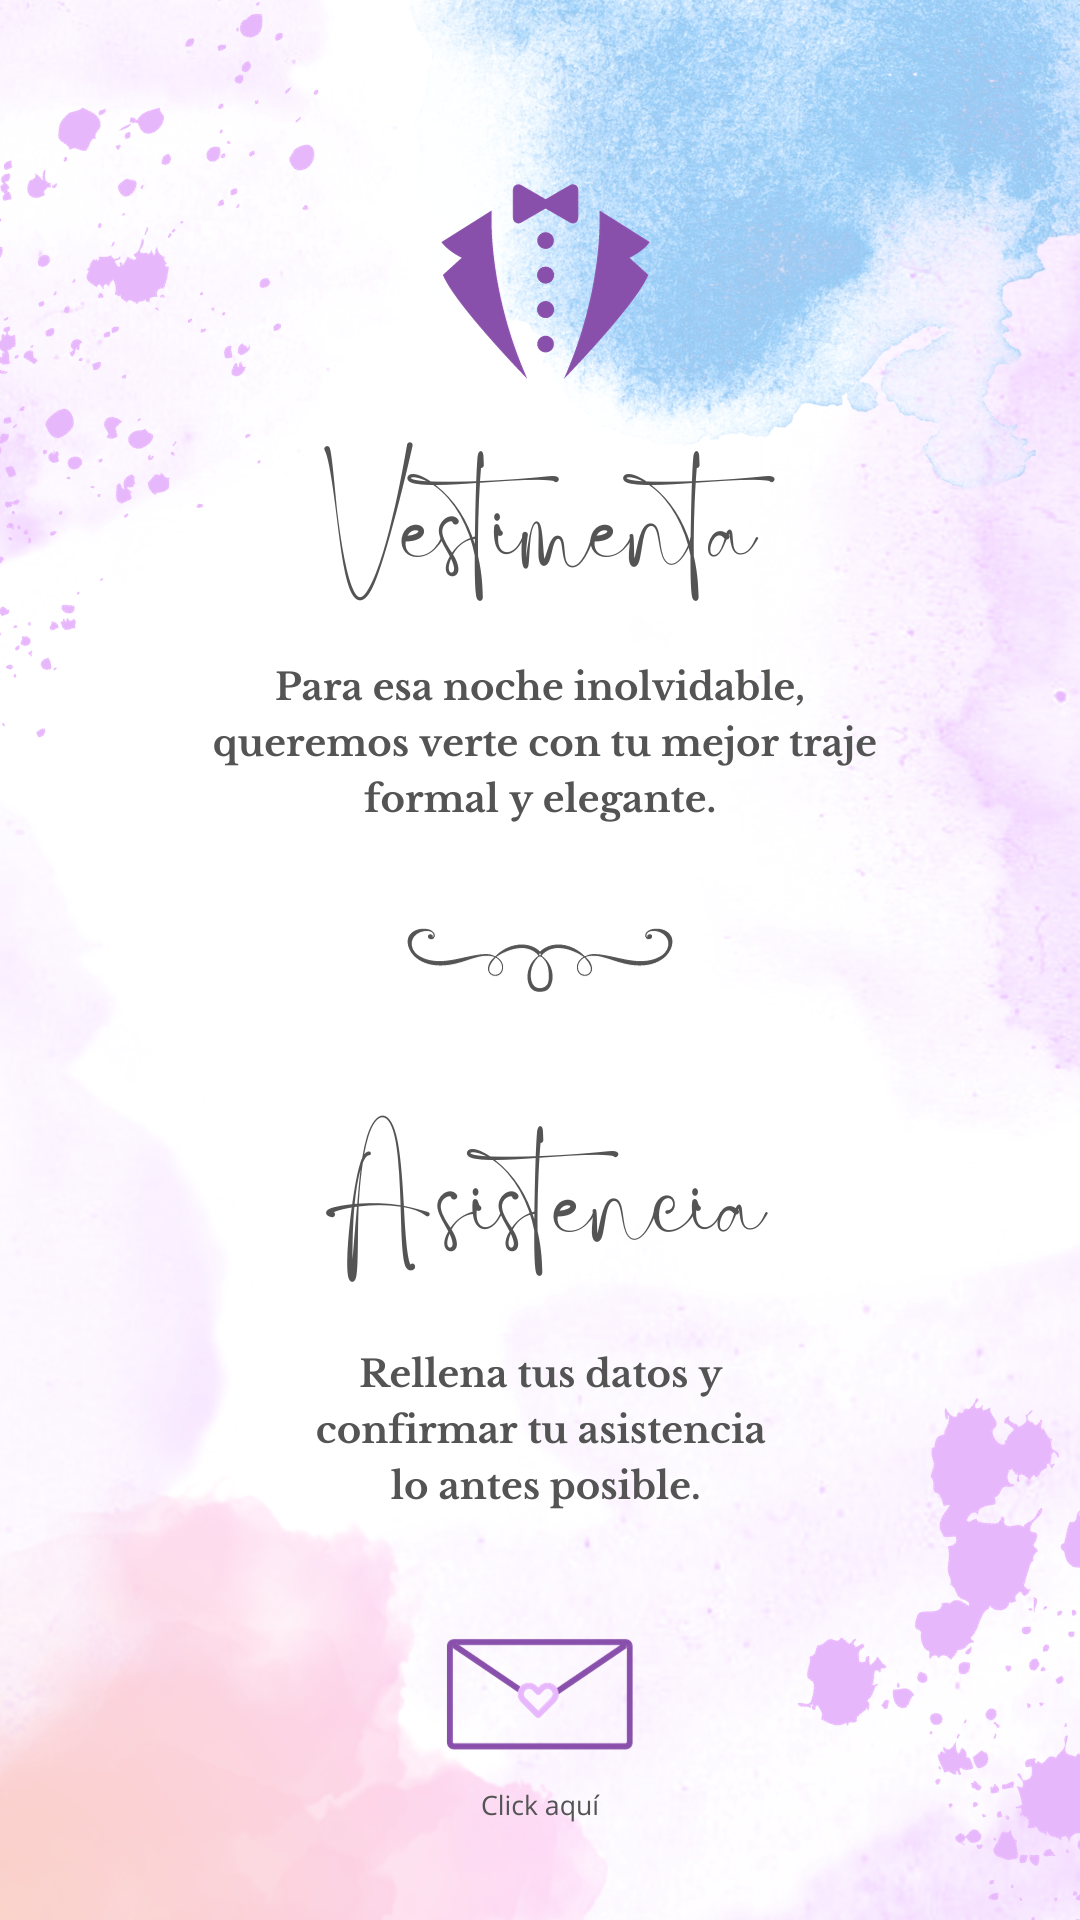 Vestimenta
Para esa noche inolvidable,
queremos verte con tu mejor traje
formal y elegante.
Asistencia
Rellena tus datos y
confirmar tu asistencia
lo antes posible.
Click aquí